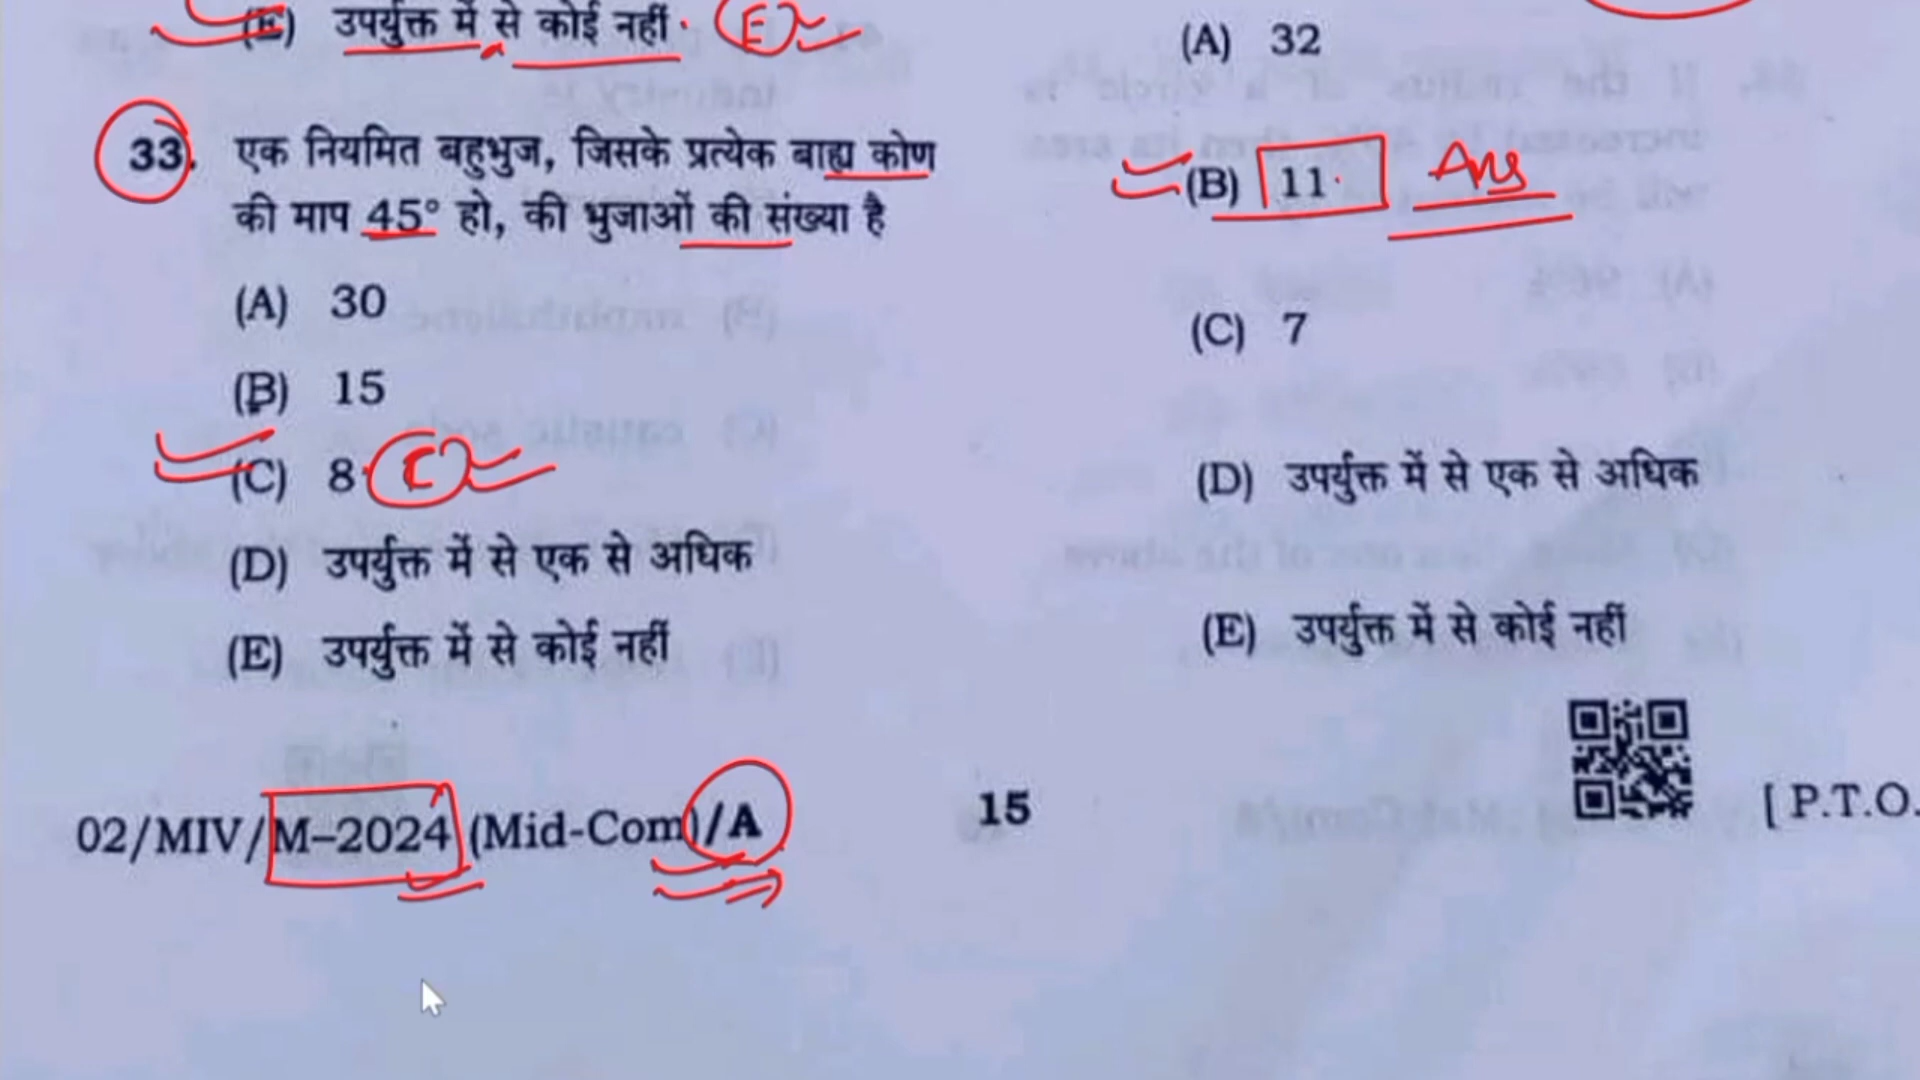 (E) उपर्युक्त में से कोई नहीं E
33. एक नियमित बहुभुज, जिसके प्रत्येक बाह्य कोण
की माप 45° हो, की भुजाओं की संख्या है
(A) 30
(B) 15
(C) 8 C
(D) उपर्युक्त में से एक से अधिक
(E) उपर्युक्त में से कोई नहीं
(A) 32
(B) 11 Ans
(C) 7
(D) उपर्युक्त में से एक से अधिक
(E) उपर्युक्त में से कोई नहीं
02/MIV/M–2024 (Mid-Com)/A
15
[ P.T.O.